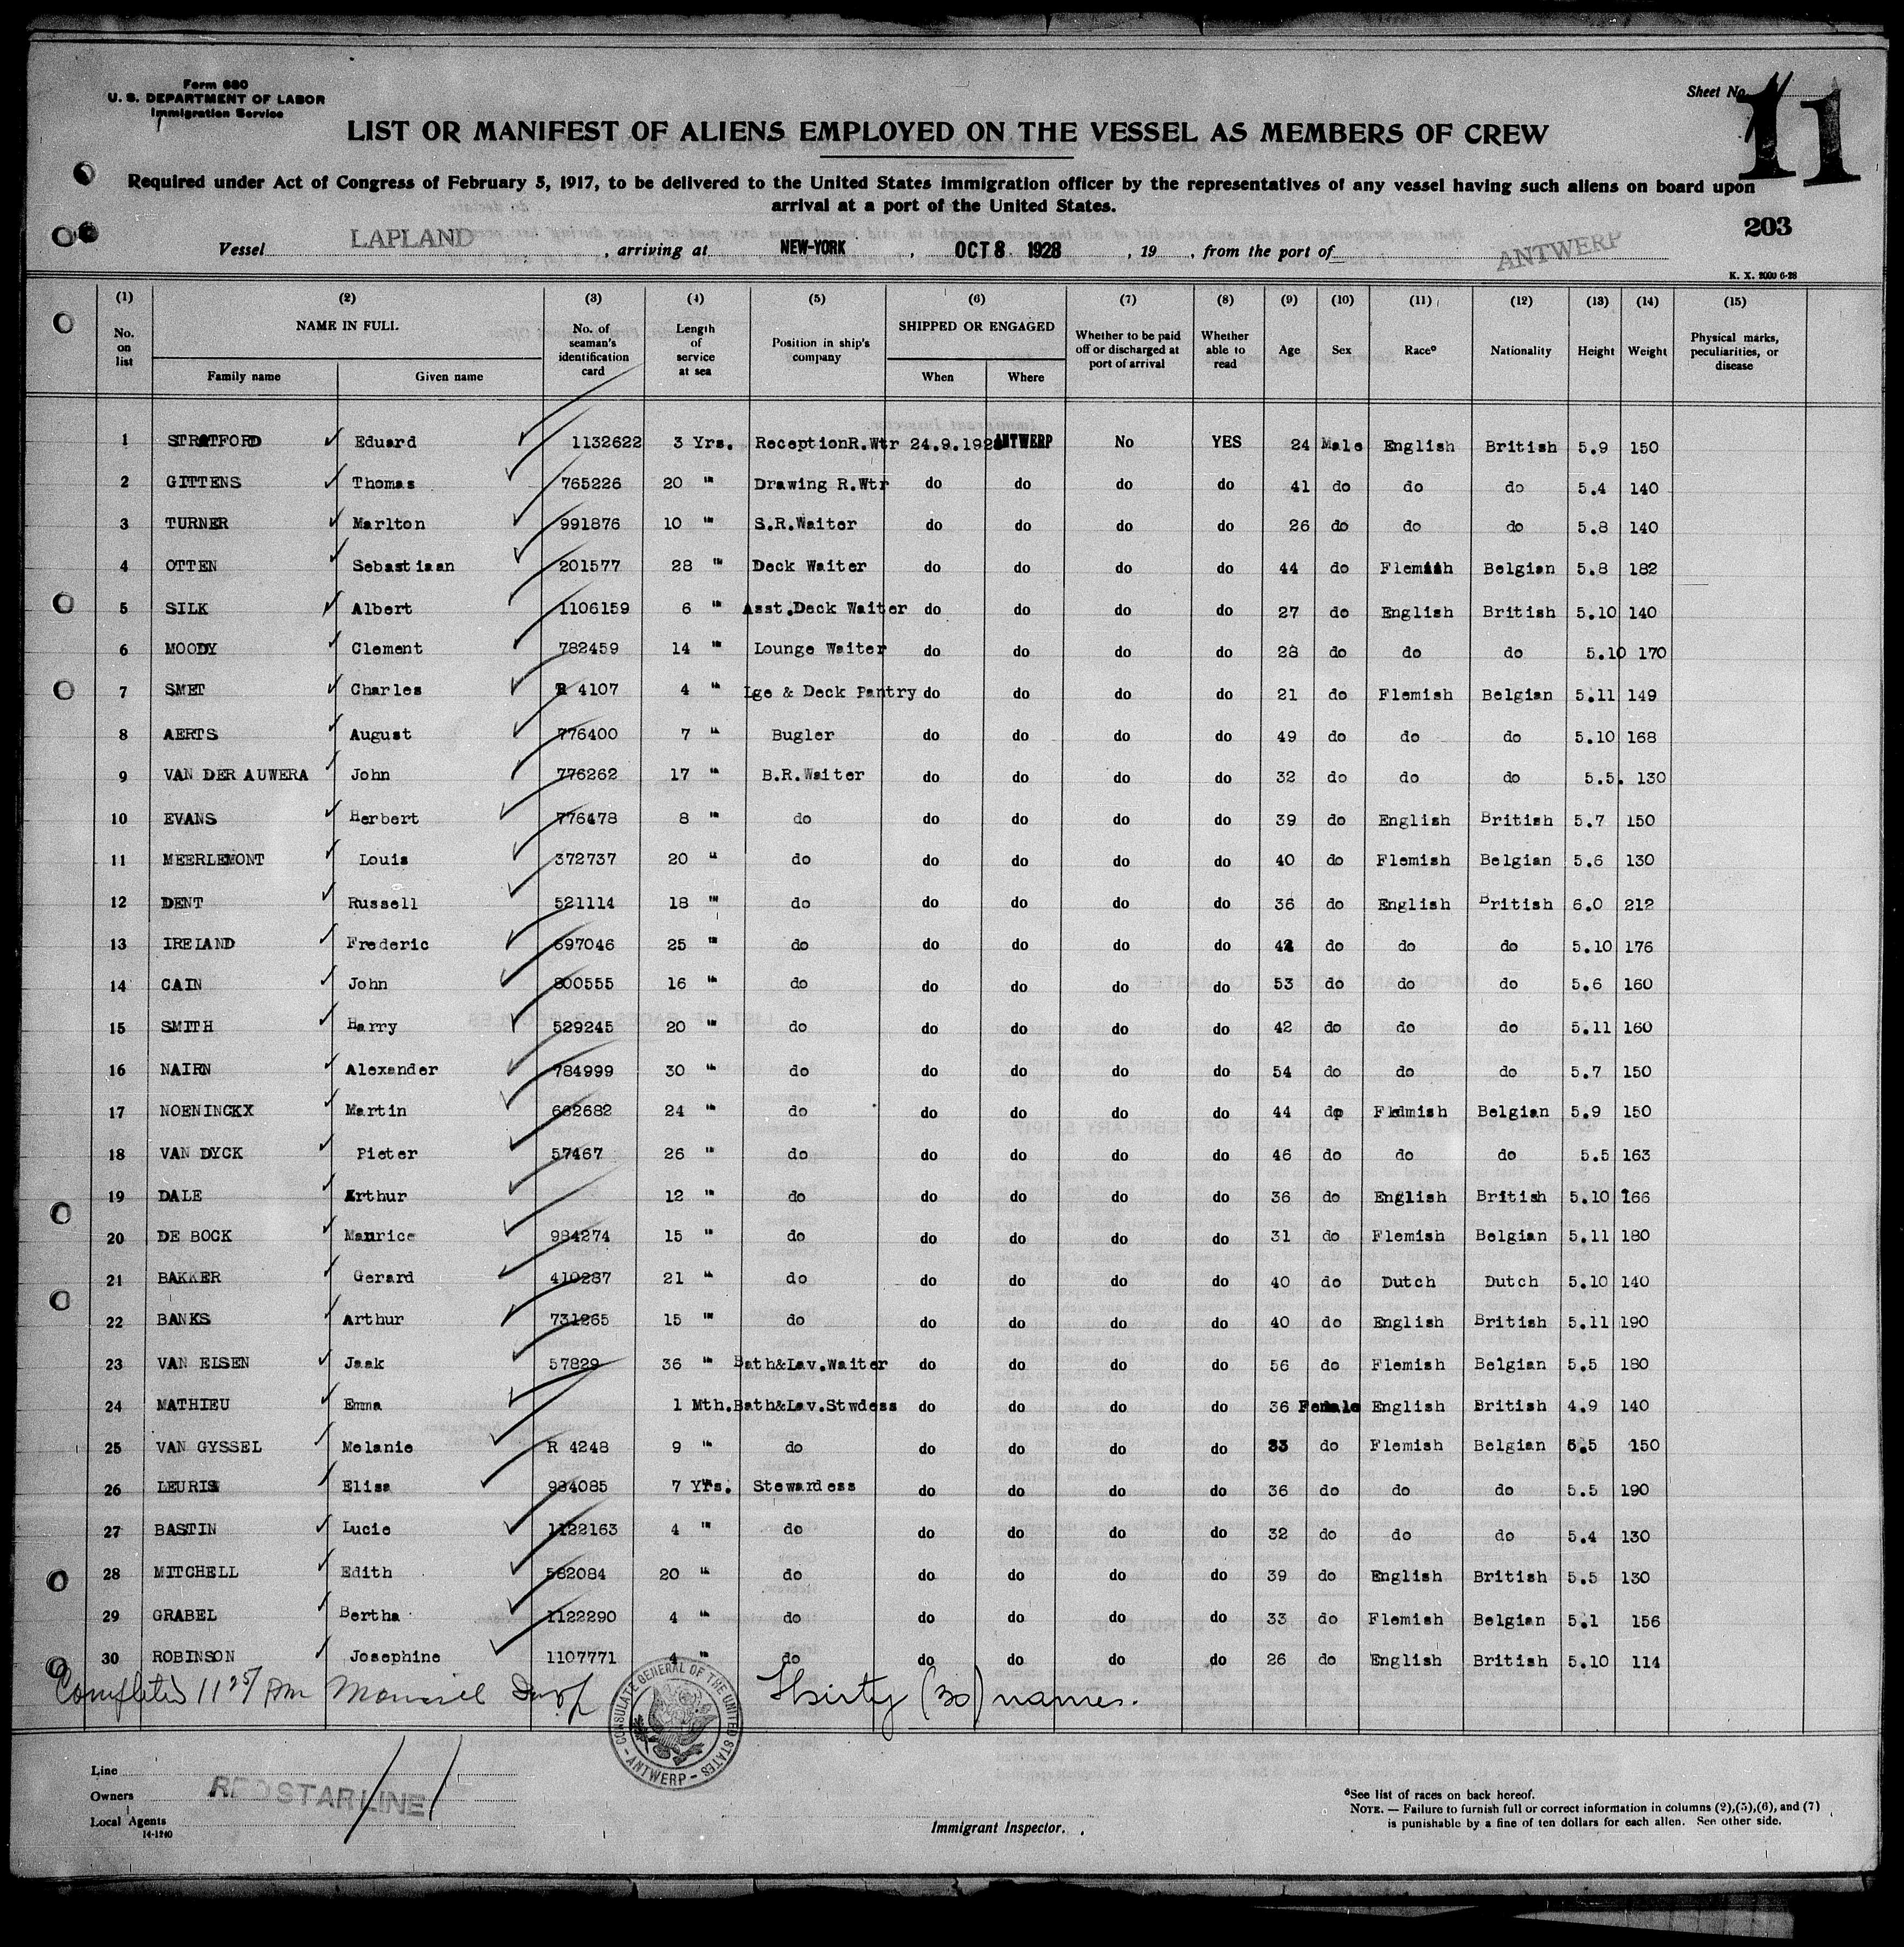 Form 680
U. S. DEPARTMENT OF LABOR
Immigration Service
Sheet No.
11
LIST OR MANIFEST OF ALIENS EMPLOYED ON THE VESSEL AS MEMBERS OF CREW
Required under Act of Congress of February 5, 1917, to be delivered to the United States immigration officer by the representatives of any vessel having such aliens on board upon
arrival at a port of the United States.
203
Vessel LAPLAND, arriving at NEW-YORK, OCT 8 1928, 19 , from the port of ANTWERP
K. X. 2000 6-28
(1) (2) (3) (4) (5) (6) (7) (8) (9) (10) (11) (12) (13) (14) (15)
No. on list NAME IN FULL Family name Given name No. of seaman's identification card Length of service at sea Position in ship's company SHIPPED OR ENGAGED When Where Whether to be paid off or discharged at port of arrival Whether able to read Age Sex Race° Nationality Height Weight Physical marks, peculiarities, or disease
1 STRATFORD Eduard 1132622 3 Yrs. ReceptionR.Wtr 24.9.192 ANTWERP No YES 24 Male English British 5.9 150
2 GITTENS Thomas 765226 20 " Drawing R.Wtr do do do do 41 do do do 5.4 140
3 TURNER Marlton 991876 10 " S.R.Waiter do do do do 26 do do do 5.8 140
4 OTTEN Sebastiaan 201577 28 " Deck Waiter do do do do 44 do Flemish Belgian 5.8 182
5 SILK Albert 1106159 6 " Asst.Deck Waiter do do do do 27 do English British 5.10 140
6 MOODY Clement 782459 14 " Lounge Waiter do do do do 28 do do do 5.10 170
7 SMET Charles R 4107 4 " Lge & Deck Pantry do do do do 21 do Flemish Belgian 5.11 149
8 AERTS August 776400 7 " Bugler do do do do 49 do do do 5.10 168
9 VAN DER AUWERA John 776262 17 " B.R.Waiter do do do do 32 do do do 5.5. 130
10 EVANS Herbert 776478 8 " do do do do do 39 do English British 5.7 150
11 MEERLEMONT Louis 372737 20 " do do do do do 40 do Flemish Belgian 5.6 130
12 DENT Russell 521114 18 " do do do do do 36 do English British 6.0 212
13 IRELAND Frederic 697046 25 " do do do do do 42 do do do 5.10 176
14 CAIN John 800555 16 " do do do do do 53 do do do 5.6 160
15 SMITH Harry 529245 20 " do do do do do 42 do do do 5.11 160
16 NAIRN Alexander 784999 30 " do do do do do 54 do do do 5.7 150
17 NOENINCKX Martin 662682 24 " do do do do do 44 do Flemish Belgian 5.9 150
18 VAN DYCK Pieter 57467 26 " do do do do do 46 do do do 5.5 163
19 DALE Arthur 12 " do do do do do 36 do English British 5.10 166
20 DE BOCK Maurice 984274 15 " do do do do do 31 do Flemish Belgian 5.11 180
21 BAKKER Gerard 410287 21 " do do do do do 40 do Dutch Dutch 5.10 140
22 BANKS Arthur 731265 15 " do do do do do 40 do English British 5.11 190
23 VAN ELSEN Jaak 57829 36 " Bath&Lav.Waiter do do do do 56 do Flemish Belgian 5.5 180
24 MATHIEU Emma 1 Mth. Bath&Lav.Stwdess do do do do 36 Female English British 4.9 140
25 VAN GYSSEL Melanie R 4248 9 " do do do do do 33 do Flemish Belgian 5.5 150
26 LEURIS Elisa 984085 7 Yrs. Stewardess do do do do 36 do do do 5.5 190
27 BASTIN Lucie 1122163 4 " do do do do do 32 do do do 5.4 130
28 MITCHELL Edith 582084 20 " do do do do do 39 do English British 5.5 130
29 GRABEL Bertha 1122290 4 " do do do do do 33 do Flemish Belgian 5.1 156
30 ROBINSON Josephine 1107771 4 " do do do do do 26 do English British 5.10 114
11 25/ Thirty (30) names.
CONSULATE GENERAL OF THE UNITED STATES - ANTWERP -
Line
Owners RED STAR LINE
Local Agents
14-1240
Immigrant Inspector.
°See list of races on back hereof.
NOTE. — Failure to furnish full or correct information in columns (2),(5),(6), and (7)
is punishable by a fine of ten dollars for each alien. See other side.